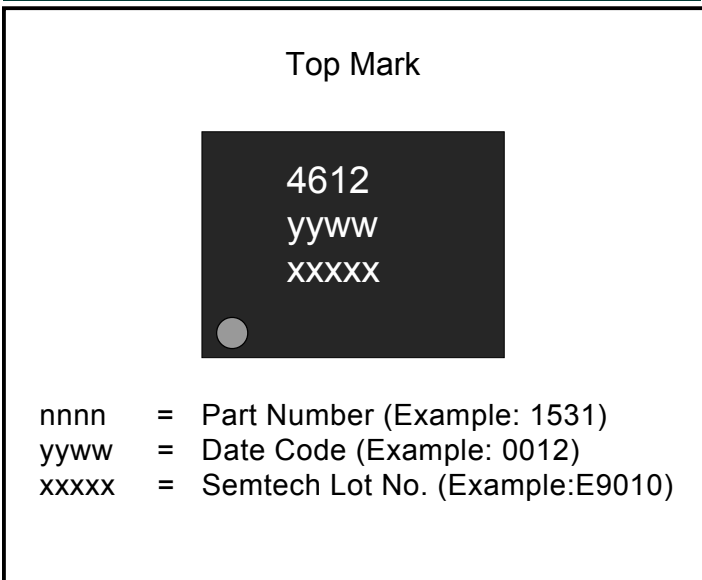 Top Mark
4612
yyww
xxxxx
nnnn = Part Number (Example: 1531)
yyww = Date Code (Example: 0012)
xxxxx = Semtech Lot No. (Example:E9010)